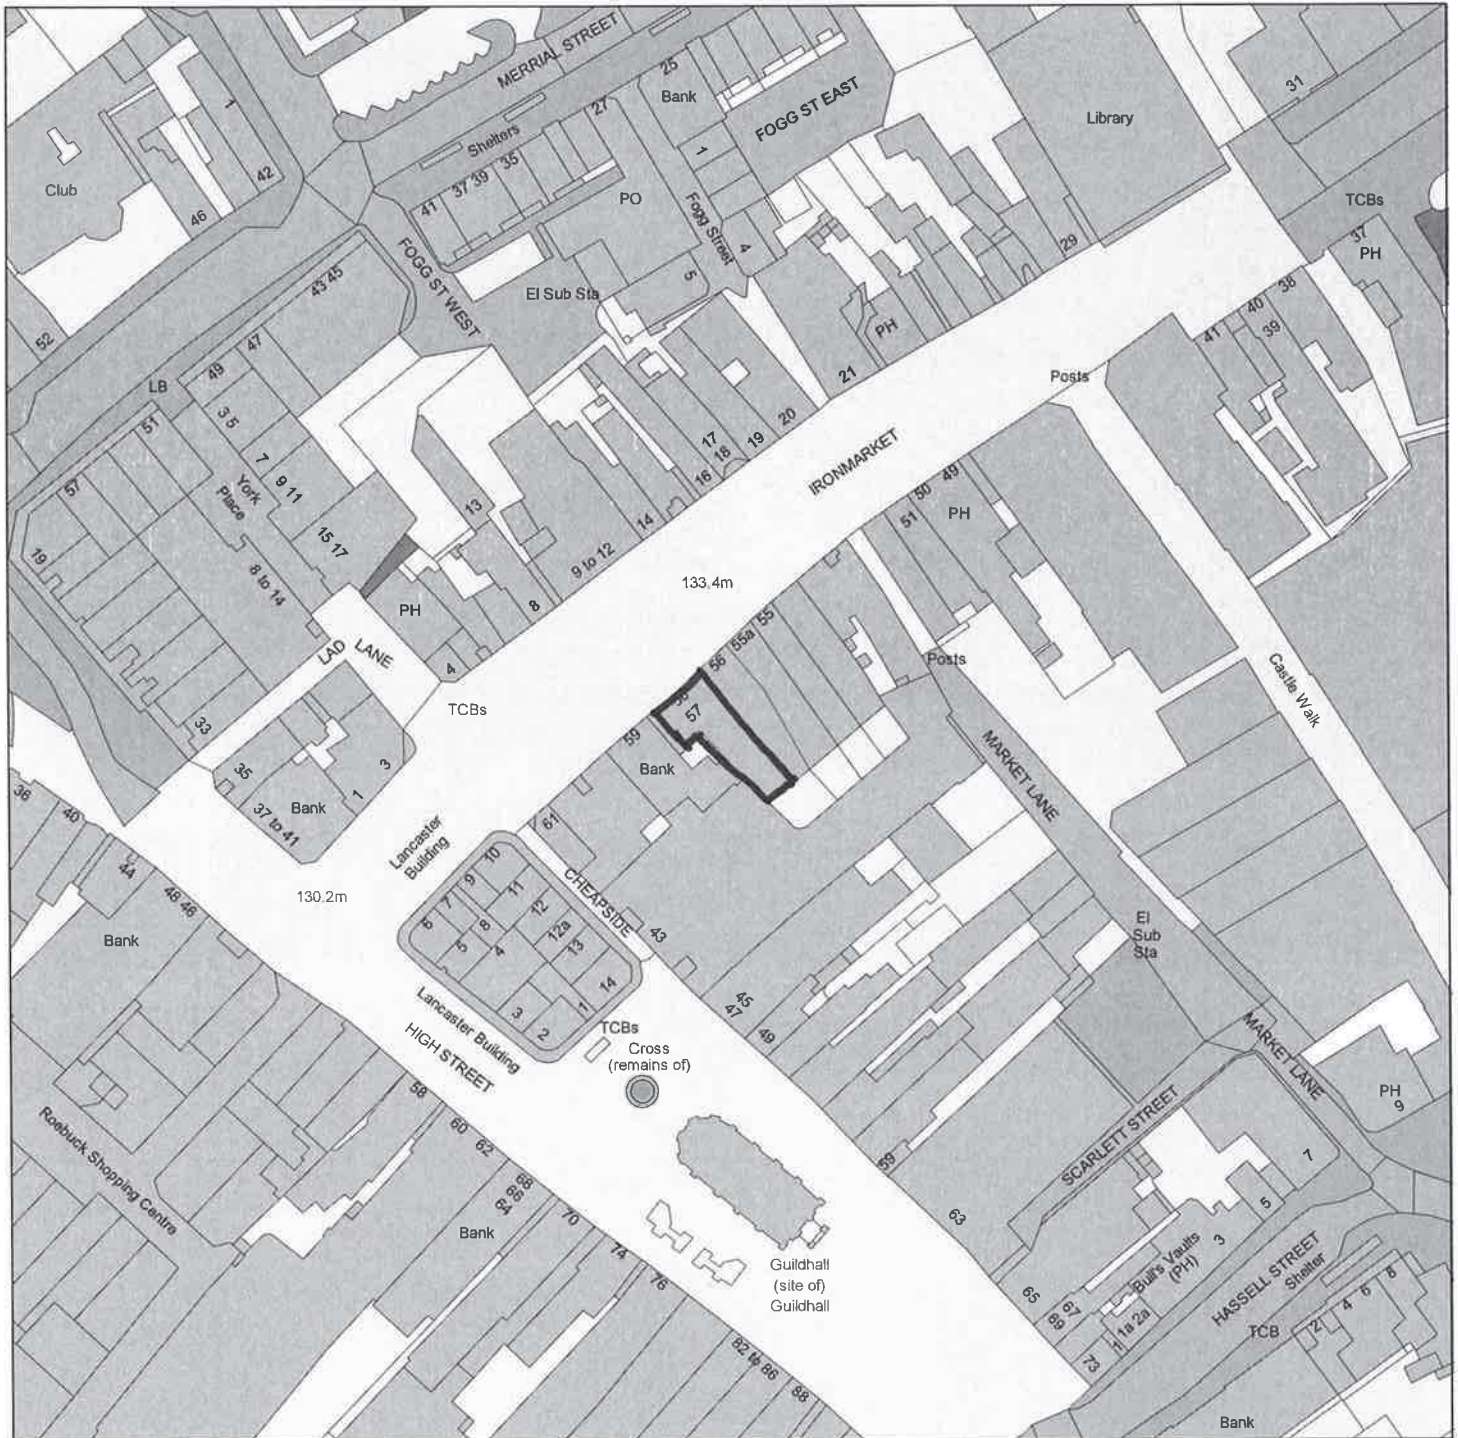 MERRIAL STREET
25
Bank
FOGG ST EAST
27
Shelters
35
37 39
41
1
42
46
Club
1
Library
31
PO
Fogg Street
4
5
29
TCBs
37
PH
38
40
39
41
FOGG ST WEST
El Sub Sta
43 45
47
49
52
LB
51
3 5
7
9 11
York
Place
15 17
57
19
8 to 14
33
PH
21
20
19
18
17
16
14
13
9 to 12
8
PH
4
LAD LANE
TCBs
IRONMARKET
Posts
49
50
51
PH
133.4m
55
55a
56
58
57
59
Bank
61
Posts
MARKET LANE
Castle Walk
35
37 to 41
Bank
1
3
36
40
44
48 46
Bank
130.2m
Lancaster
Building
10
9
7
6
11
8
5
12
4
12a
13
14
3
2
1
CHEAPSIDE
43
45
47
49
Lancaster Building
HIGH STREET
TCBs
Cross
(remains of)
El
Sub
Sta
MARKET LANE
PH
9
SCARLETT STREET
7
5
3
Bull's Vaults
(PH)
HASSELL STREET
Shelter
8
6
4
2
TCB
Bank
58
60
62
68
66
64
70
74
76
82 to 86
88
Bank
Roebuck Shopping Centre
59
63
65
67
69
73
1
1a 2a
Guildhall
(site of)
Guildhall